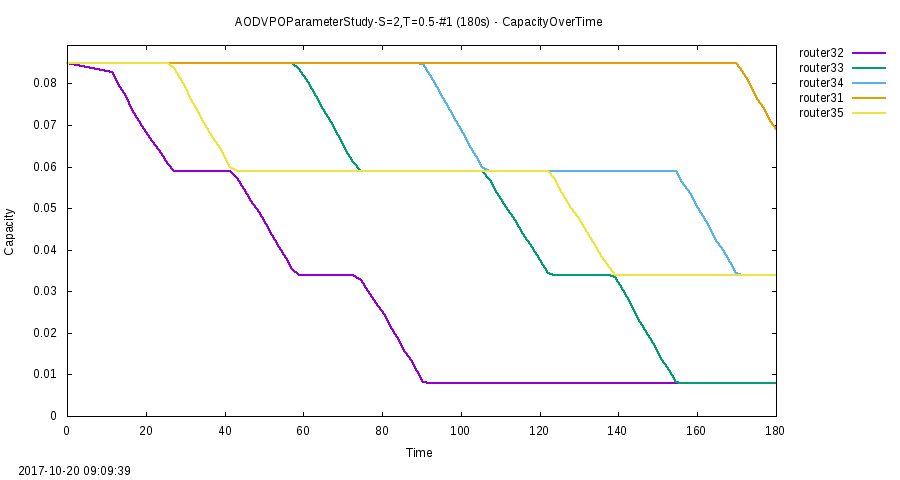 AODVPOParameterStudy-S=2,T=0.5-#1 (180s) - CapacityOverTime
router32
router33
router34
router31
router35
0.08
0.07
0.06
0.05
0.04
0.03
0.02
0.01
0
Capacity
0 20 40 60 80 100 120 140 160 180
Time
2017-10-20 09:09:39